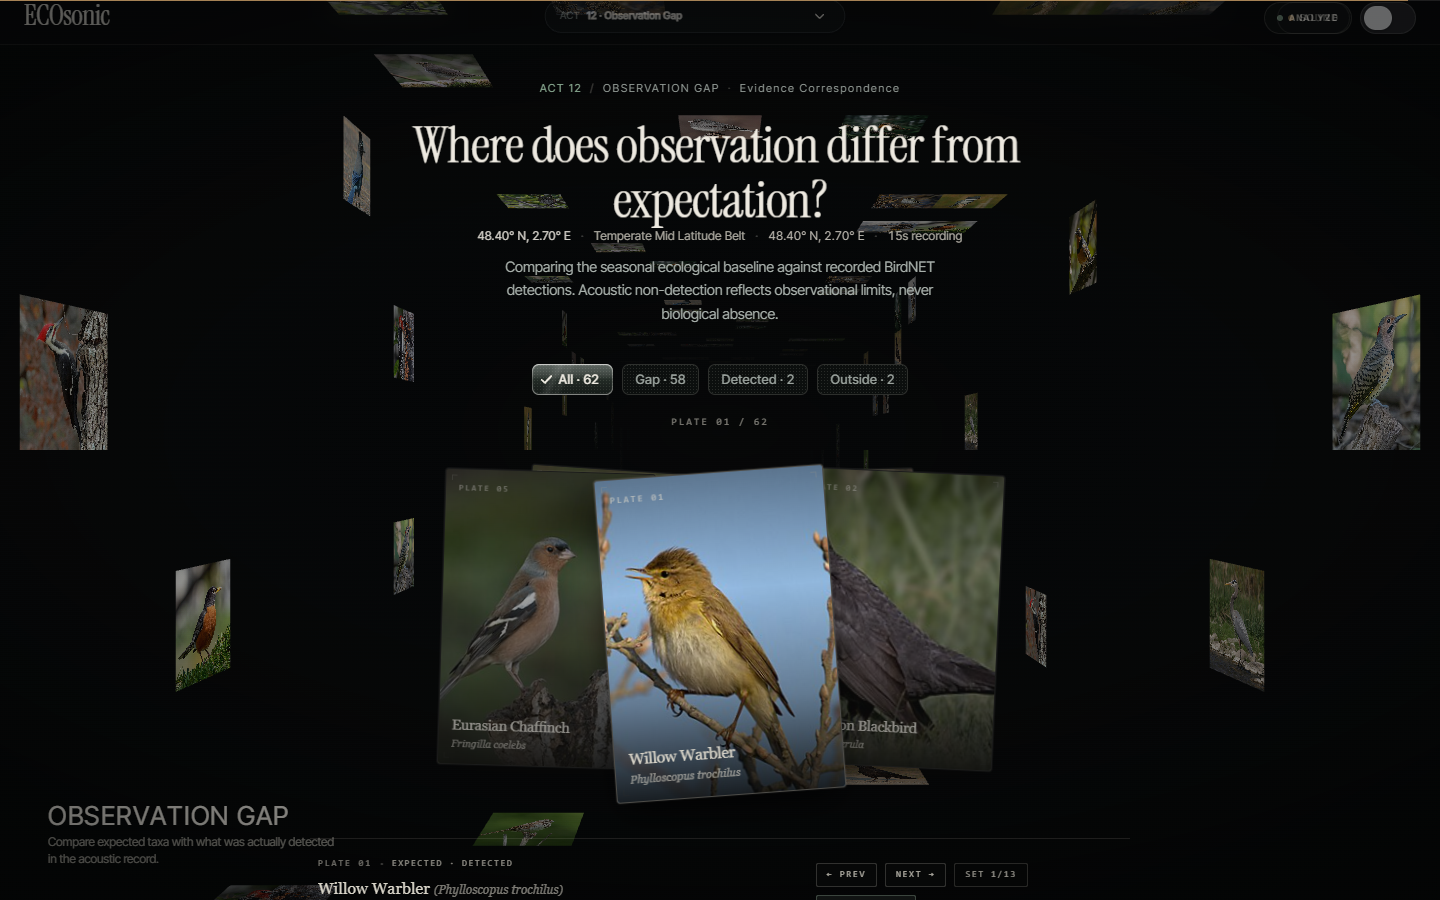 ECOsonic
ACT 12 · Observation Gap
ACT 12 / OBSERVATION GAP · Evidence Correspondence
Where does observation differ from
expectation?
48.40° N, 2.70° E · Temperate Mid Latitude Belt · 48.40° N, 2.70° E · 15s recording
Comparing the seasonal ecological baseline against recorded BirdNET
detections. Acoustic non-detection reflects observational limits, never
biological absence.
All · 62
Gap · 58
Detected · 2
Outside · 2
PLATE 01 / 62
PLATE 05
Eurasian Chaffinch
Fringilla coelebs
PLATE 01
Willow Warbler
Phylloscopus trochilus
TE 02
on Blackbird
rula
OBSERVATION GAP
Compare expected taxa with what was actually detected
in the acoustic record.
PLATE 01 · EXPECTED · DETECTED
Willow Warbler (Phylloscopus trochilus)
← PREV
NEXT →
SET 1/13